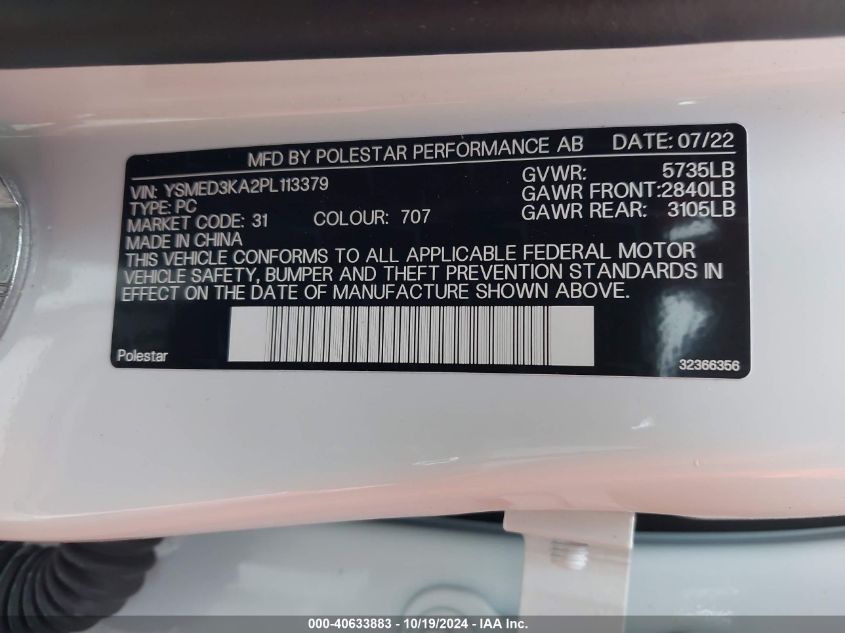 MFD BY POLESTAR PERFORMANCE AB DATE: 07/22
VIN: YSMED3KA2PL113379 GVWR: 5735LB
TYPE: PC GAWR FRONT:2840LB
MARKET CODE: 31 COLOUR: 707 GAWR REAR: 3105LB
MADE IN CHINA
THIS VEHICLE CONFORMS TO ALL APPLICABLE FEDERAL MOTOR
VEHICLE SAFETY, BUMPER AND THEFT PREVENTION STANDARDS IN
EFFECT ON THE DATE OF MANUFACTURE SHOWN ABOVE.
Polestar 32366356
000-40633883 - 10/19/2024 - IAA Inc.